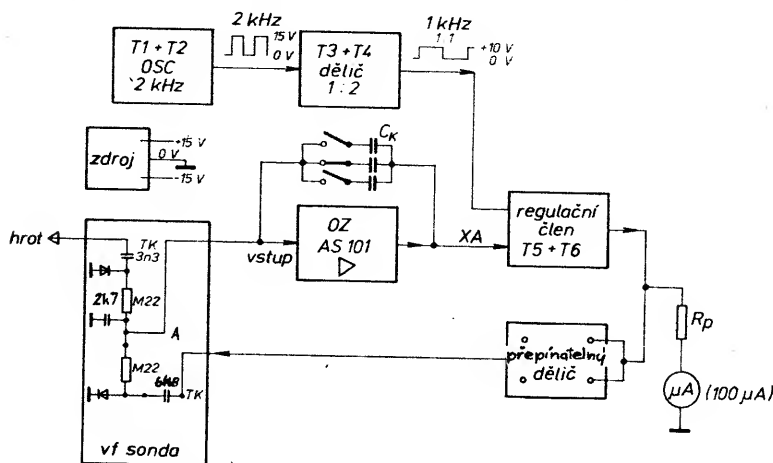 2 kHz
15 V
0 V
1 kHz
1:1
+10 V
0 V
T1 + T2
OSC
2 kHz
T3 + T4
dělič
1 : 2
zdroj
+15 V
0 V
-15 V
CK
hrot
TK
3n3
M22
2k7
A
M22
6k8
TK
vf sonda
vstup
OZ
AS 101
XA
regulační
člen
T5 + T6
přepínatelný
dělič
Rp
μA
(100 μA)